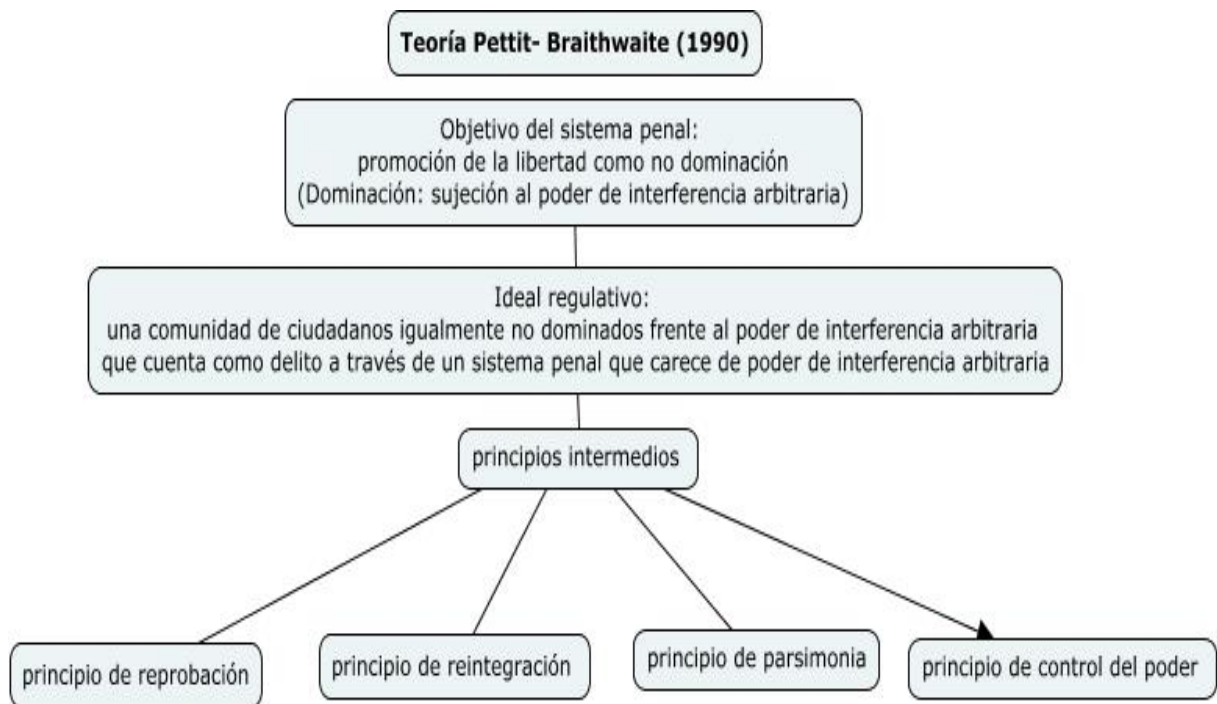 Teoría Pettit- Braithwaite (1990)
Objetivo del sistema penal:
promoción de la libertad como no dominación
(Dominación: sujeción al poder de interferencia arbitraria)
Ideal regulativo:
una comunidad de ciudadanos igualmente no dominados frente al poder de interferencia arbitraria
que cuenta como delito a través de un sistema penal que carece de poder de interferencia arbitraria
principios intermedios
principio de reprobación
principio de reintegración
principio de parsimonia
principio de control del poder